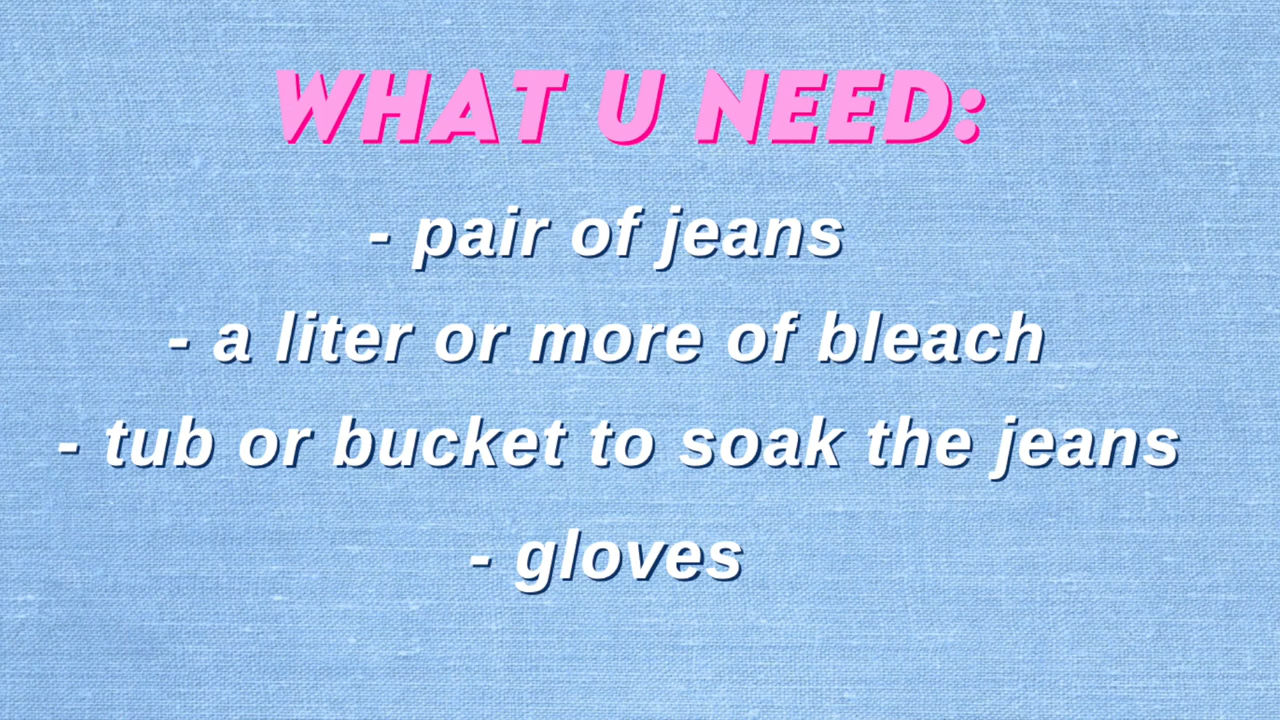 WHAT U NEED:
- pair of jeans
- a liter or more of bleach
- tub or bucket to soak the jeans
- gloves